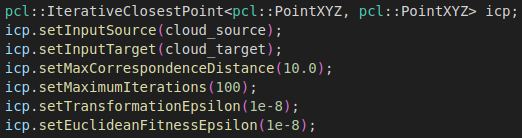 pcl::IterativeClosestPoint<pcl::PointXYZ, pcl::PointXYZ> icp;
icp.setInputSource(cloud_source);
icp.setInputTarget(cloud_target);
icp.setMaxCorrespondenceDistance(10.0);
icp.setMaximumIterations(100);
icp.setTransformationEpsilon(1e-8);
icp.setEuclideanFitnessEpsilon(1e-8);